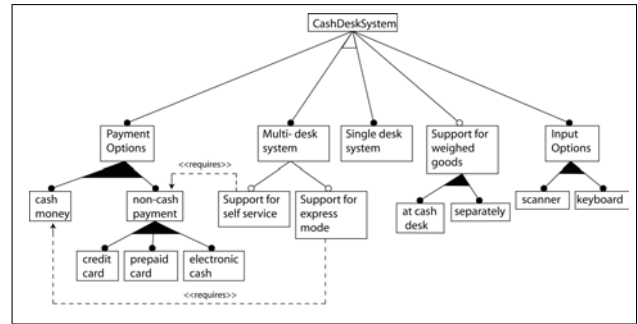 CashDeskSystem
Payment
Options
Multi- desk
system
Single desk
system
Support for
weighed
goods
Input
Options
<<requires>>
cash
money
non-cash
payment
Support for
self service
Support for
express
mode
at cash
desk
separately
scanner
keyboard
credit
card
prepaid
card
electronic
cash
<<requires>>